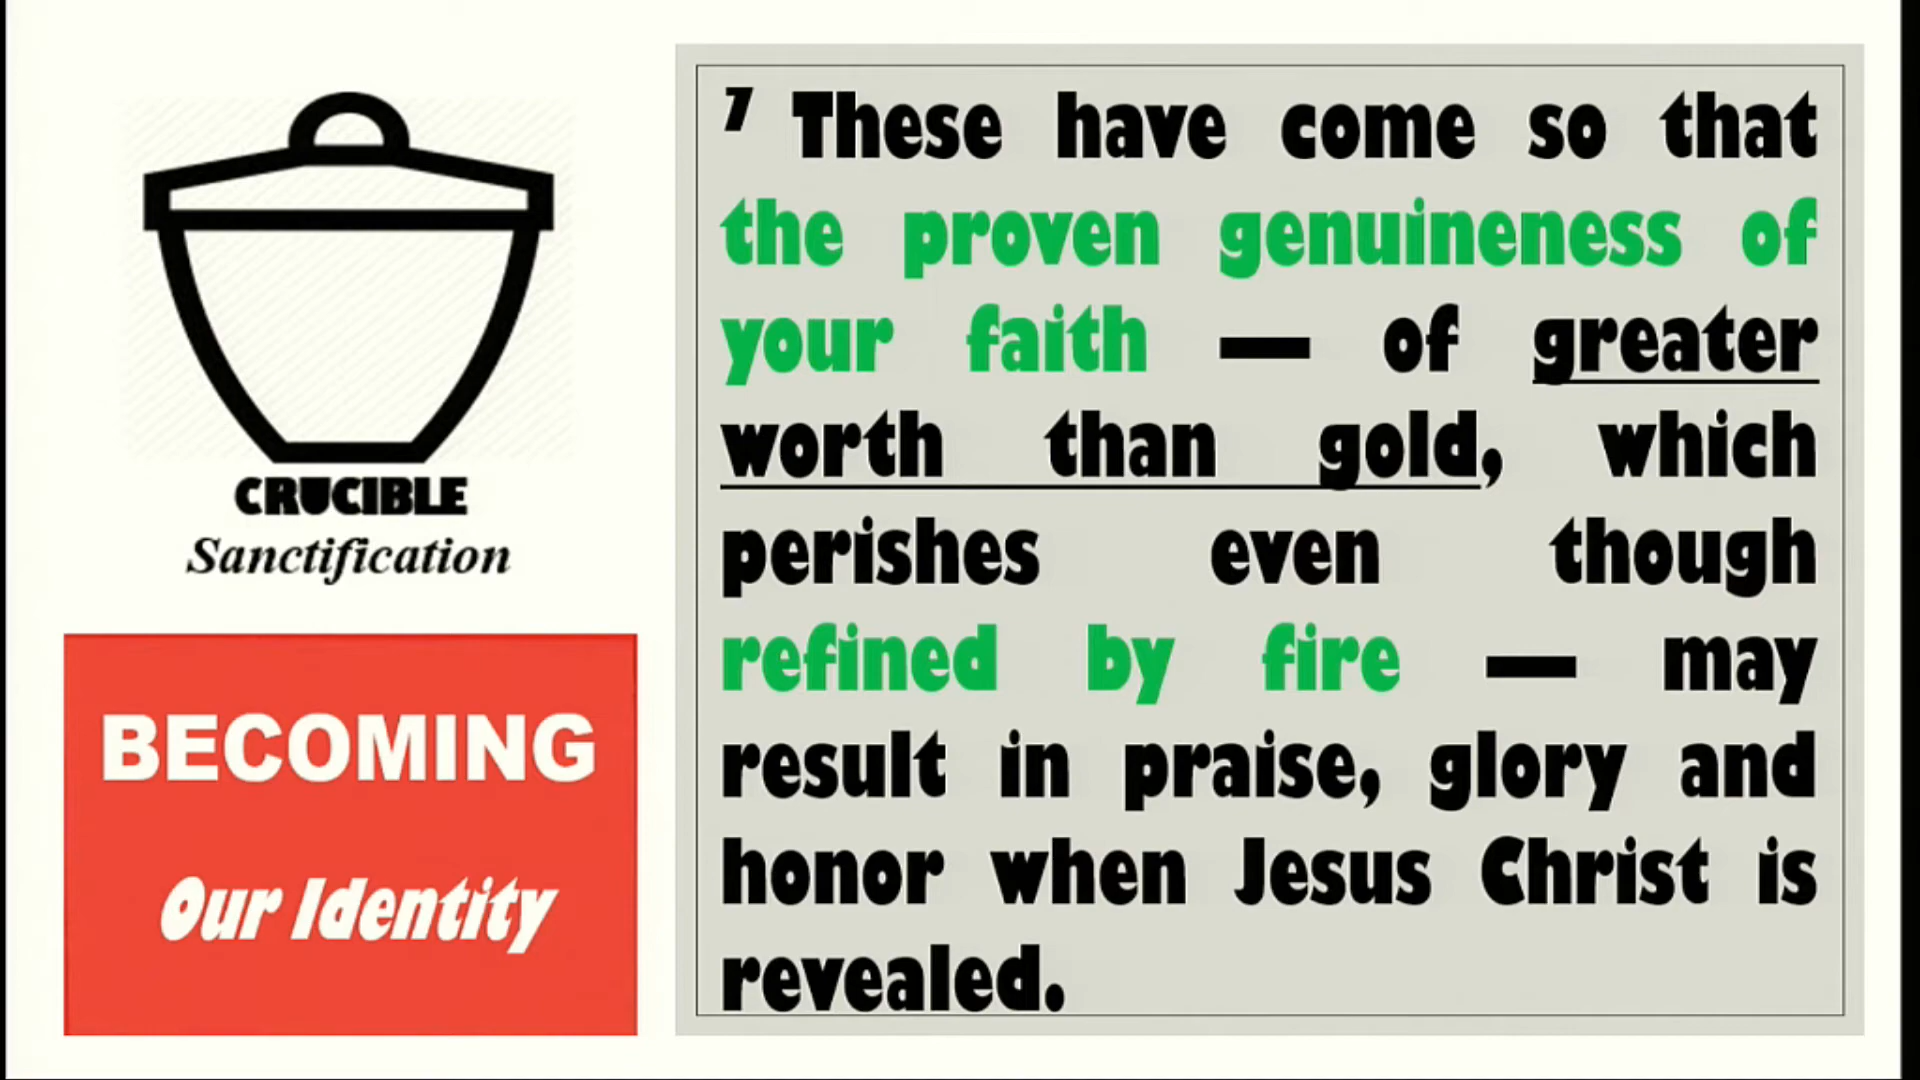 CRUCIBLE
Sanctification
BECOMING
Our Identity
7 These have come so that
the proven genuineness of
your faith — of greater
worth than gold, which
perishes even though
refined by fire — may
result in praise, glory and
honor when Jesus Christ is
revealed.